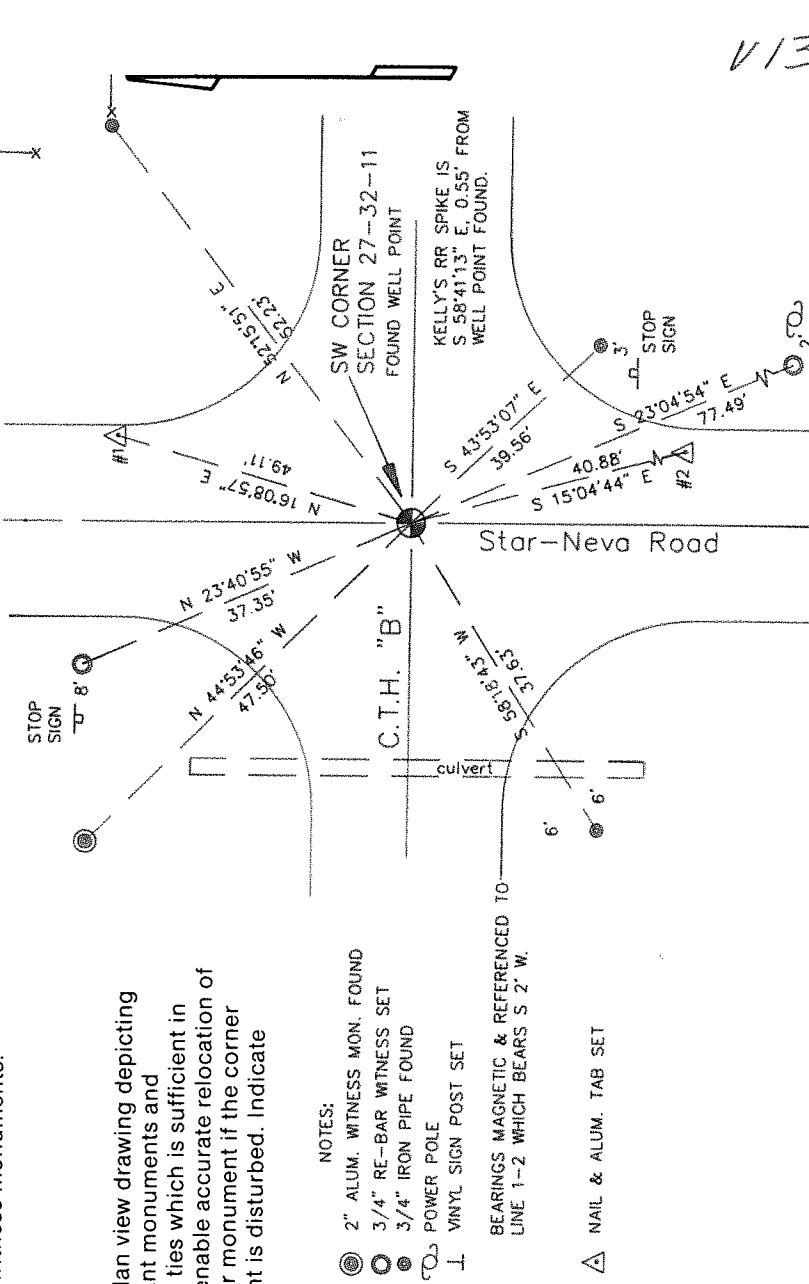 V13
witness monuments.
lan view drawing depicting
nt monuments and
ties which is sufficient in
enable accurate relocation of
r monument if the corner
nt is disturbed. Indicate
NOTES:
2" ALUM. WITNESS MON. FOUND
3/4" RE-BAR WITNESS SET
3/4" IRON PIPE FOUND
POWER POLE
VINYL SIGN POST SET
BEARINGS MAGNETIC & REFERENCED TO
LINE 1-2 WHICH BEARS S 2° W.
NAIL & ALUM. TAB SET
STOP
SIGN
8'
N 44°53'46" W
47.50'
N 23°40'55" W
37.35'
#1
N 16°08'57" E
49.11'
N 52°15'51" E
52.23'
SW CORNER
SECTION 27-32-11
FOUND WELL POINT
KELLY'S RR SPIKE IS
S 58°41'13" E, 0.55' FROM
WELL POINT FOUND.
C.T.H. "B"
Star-Neva Road
culvert
S 58°18'43" W
37.63'
6'
6'
S 43°53'07" E
39.56'
3'
STOP
SIGN
S 23°04'54" E
77.49'
2'
40.88'
S 15°04'44" E
#2